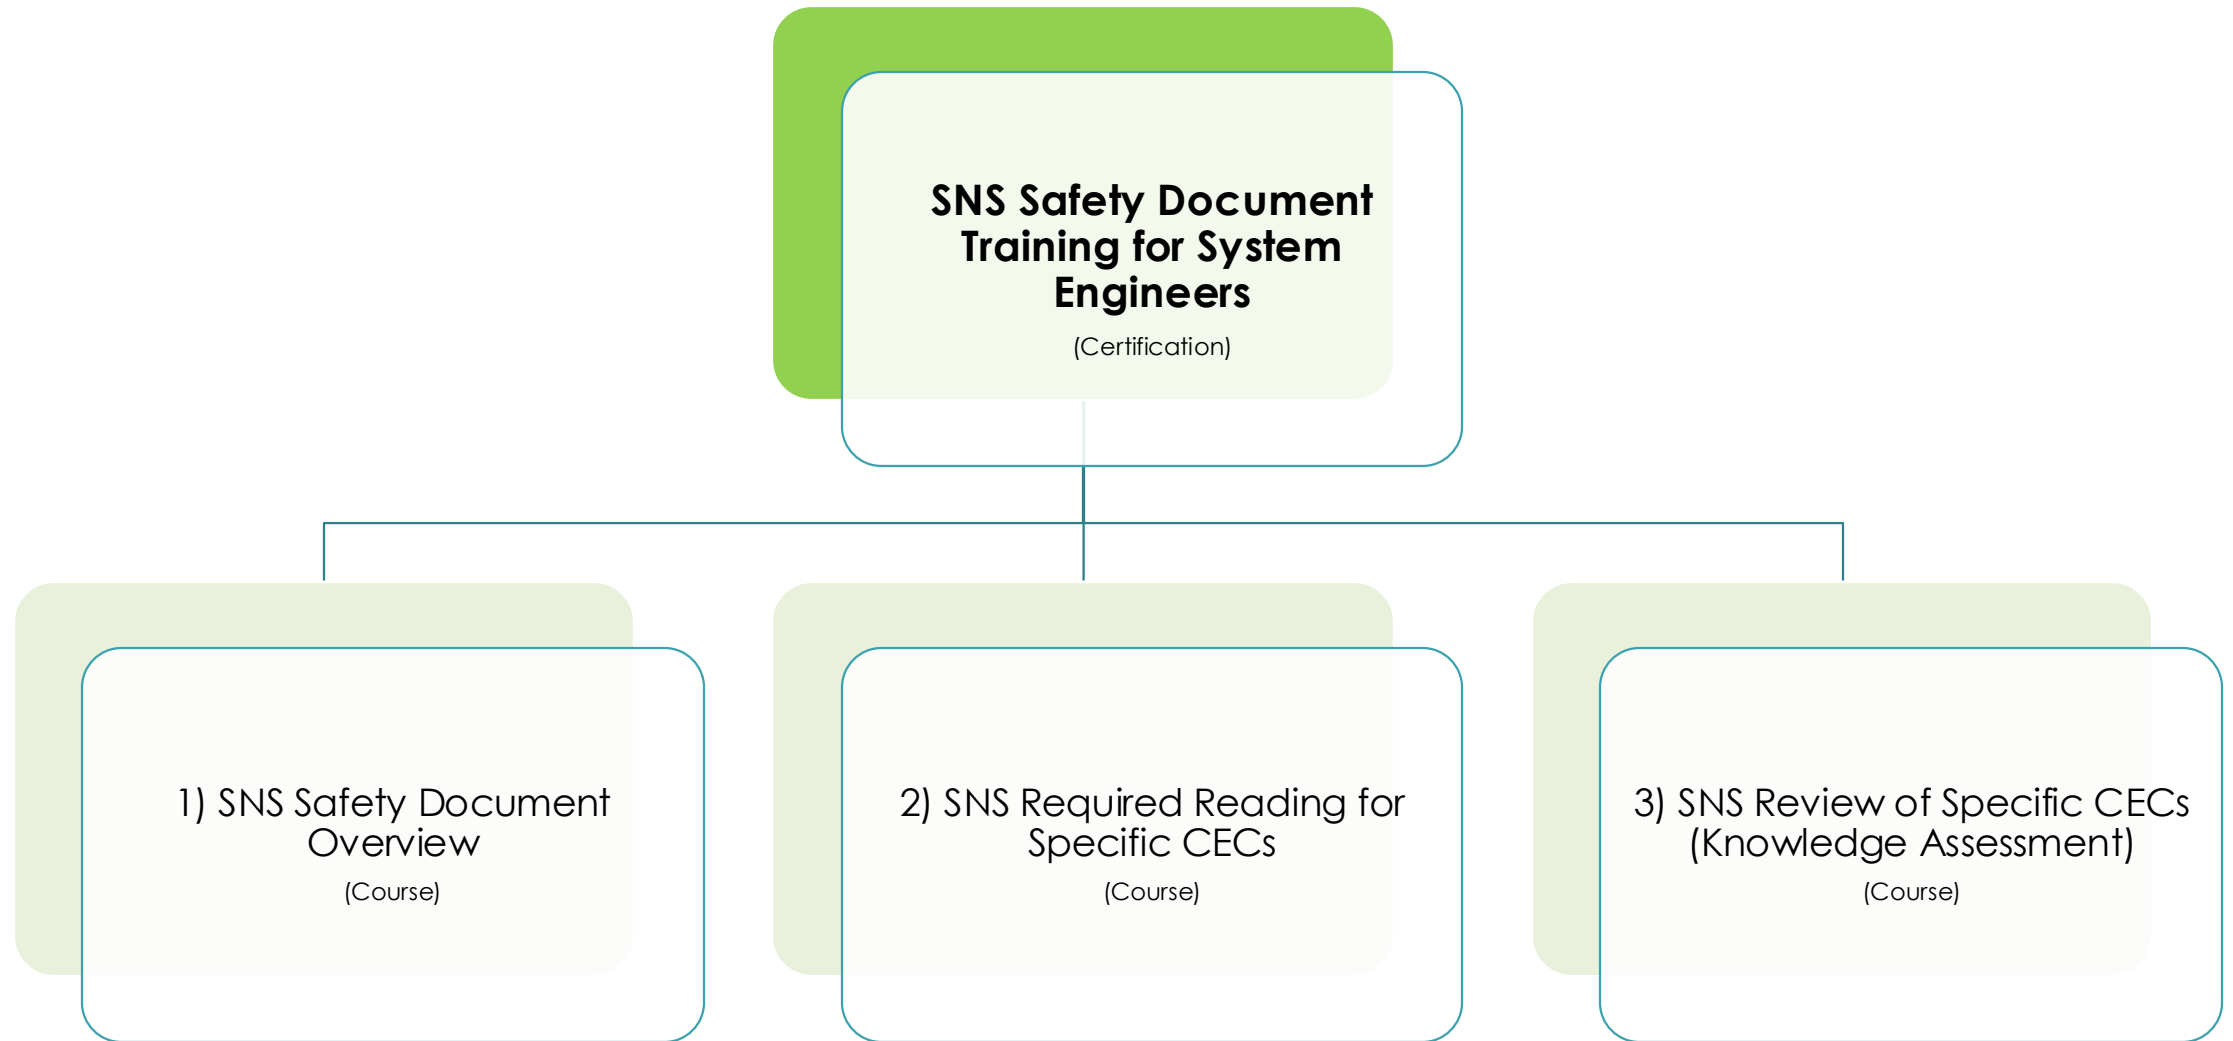 SNS Safety Document
Training for System
Engineers
(Certification)
1) SNS Safety Document
Overview
(Course)
2) SNS Required Reading for
Specific CECs
(Course)
3) SNS Review of Specific CECs
(Knowledge Assessment)
(Course)